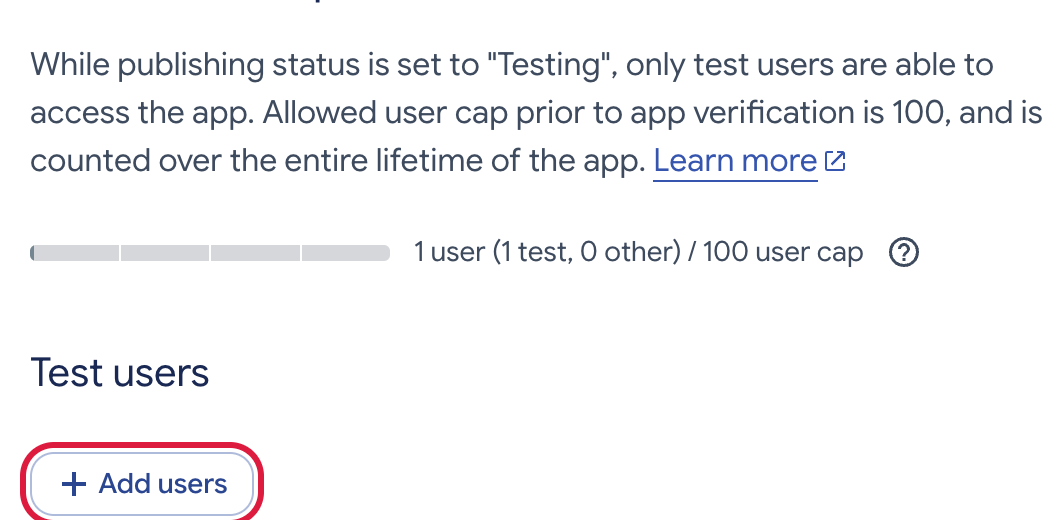 While publishing status is set to "Testing", only test users are able to
access the app. Allowed user cap prior to app verification is 100, and is
counted over the entire lifetime of the app. Learn more
1 user (1 test, 0 other) / 100 user cap
Test users
+ Add users